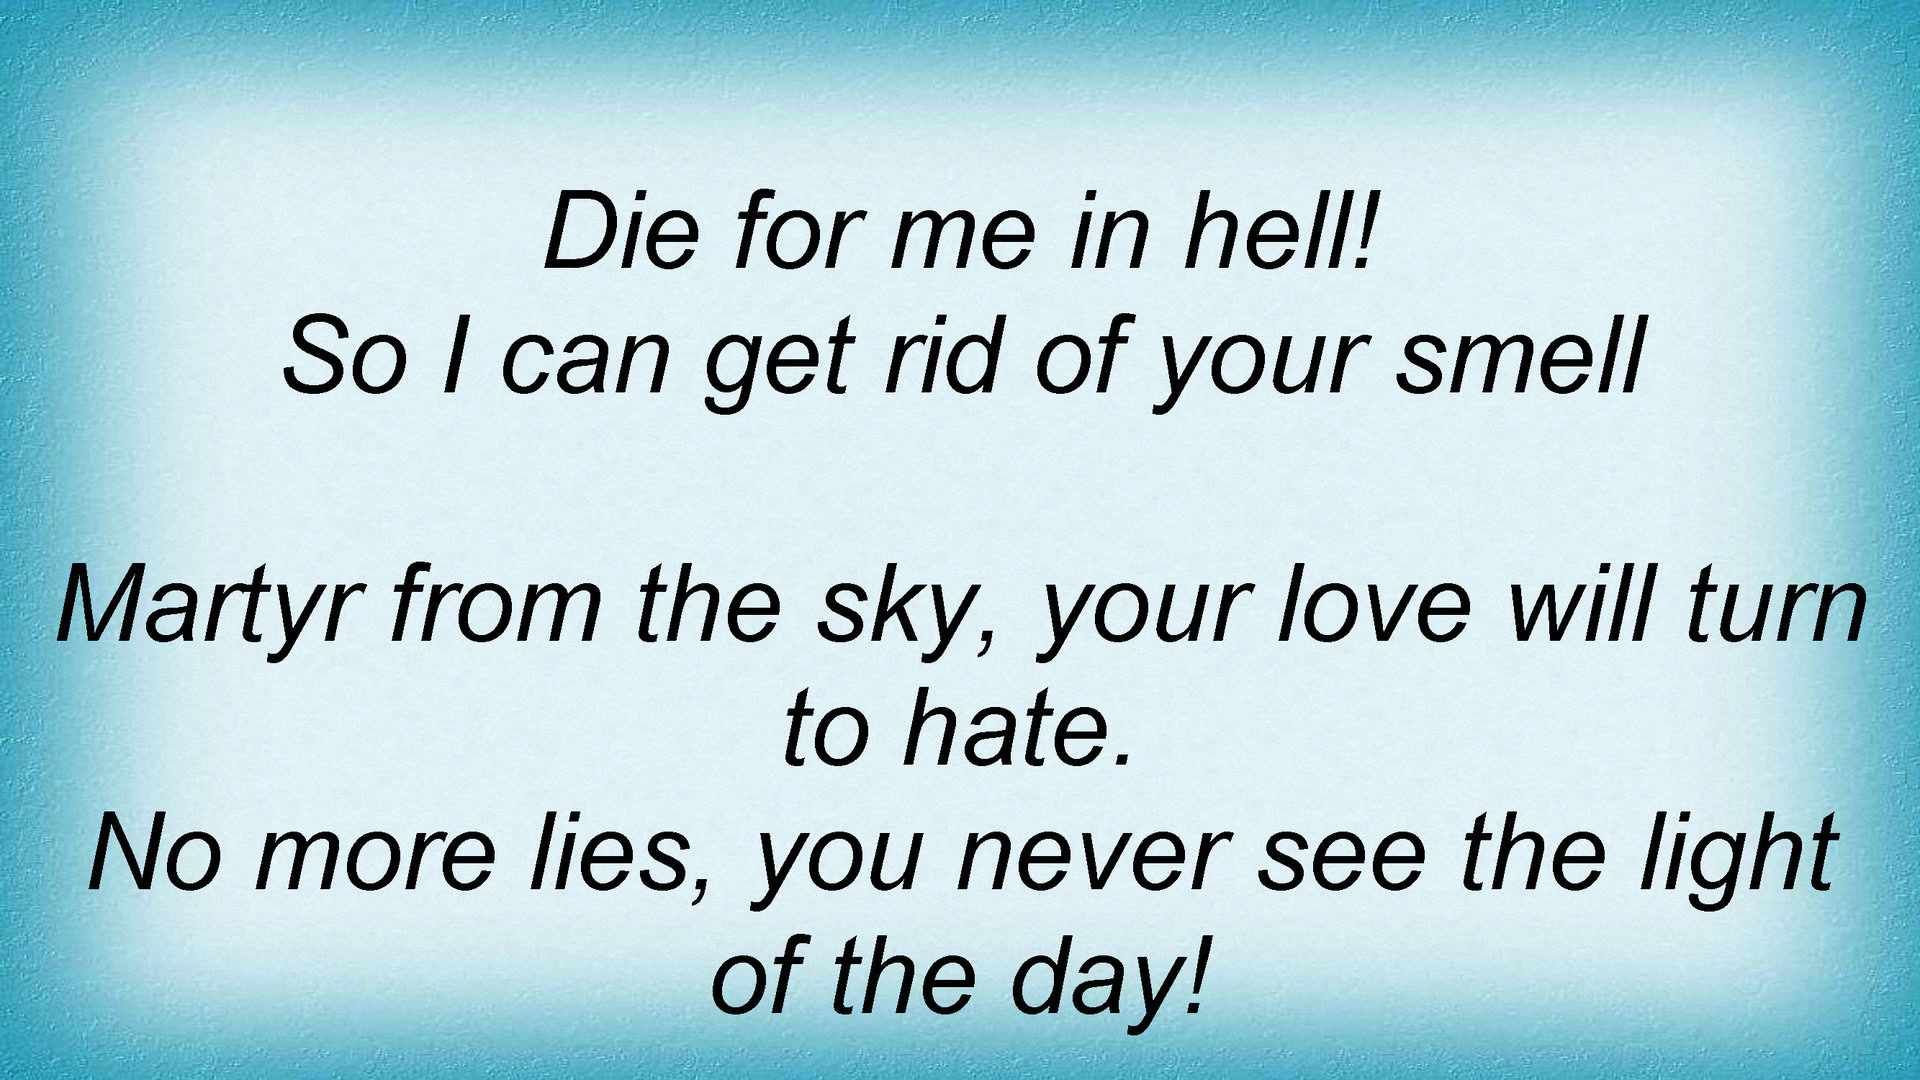 Die for me in hell!
So I can get rid of your smell
Martyr from the sky, your love will turn
to hate.
No more lies, you never see the light
of the day!